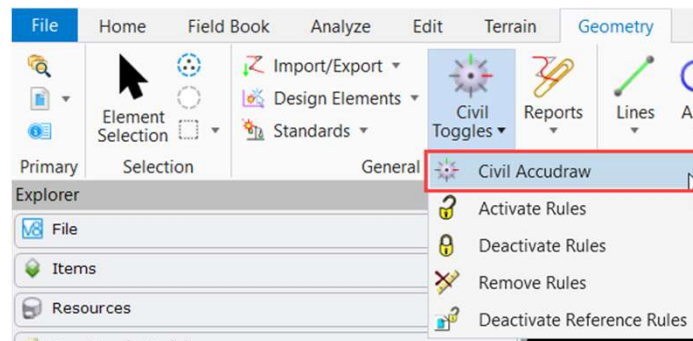 File Home Field Book Analyze Edit Terrain Geometry
Import/Export
Design Elements
Standards
Element
Selection
Civil
Toggles
Reports
Lines
A
Primary Selection General
Civil Accudraw
Activate Rules
Deactivate Rules
Remove Rules
Deactivate Reference Rules
Explorer
File
Items
Resources